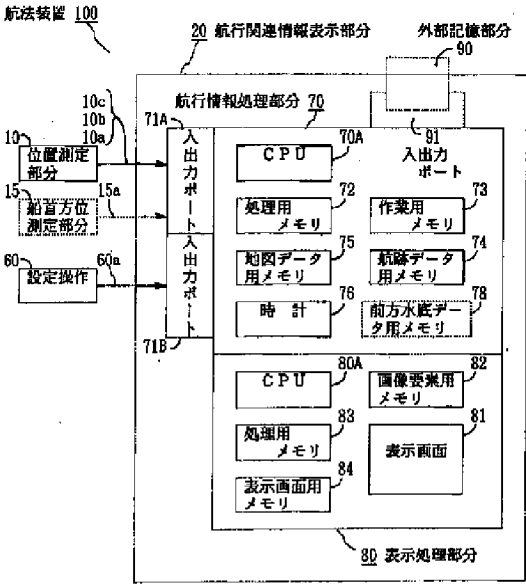 航法装置 100
20 航行関連情報表示部分
外部記憶部分
90
10c
10b
10a
71A
航行情報処理部分
70
91
入出力
ポート
10
位置測定
部分
15
船首方位
測定部分
15a
60
設定操作
60a
入出力ポート
入出力ポート
71B
CPU
70A
処理用
メモリ
72
作業用
メモリ
73
地図データ
用メモリ
75
航跡データ
用メモリ
74
時計
76
前方水底デー
タ用メモリ
78
CPU
80A
画像要素用
メモリ
82
処理用
メモリ
83
表示画面
81
表示画面用
メモリ
84
80 表示処理部分